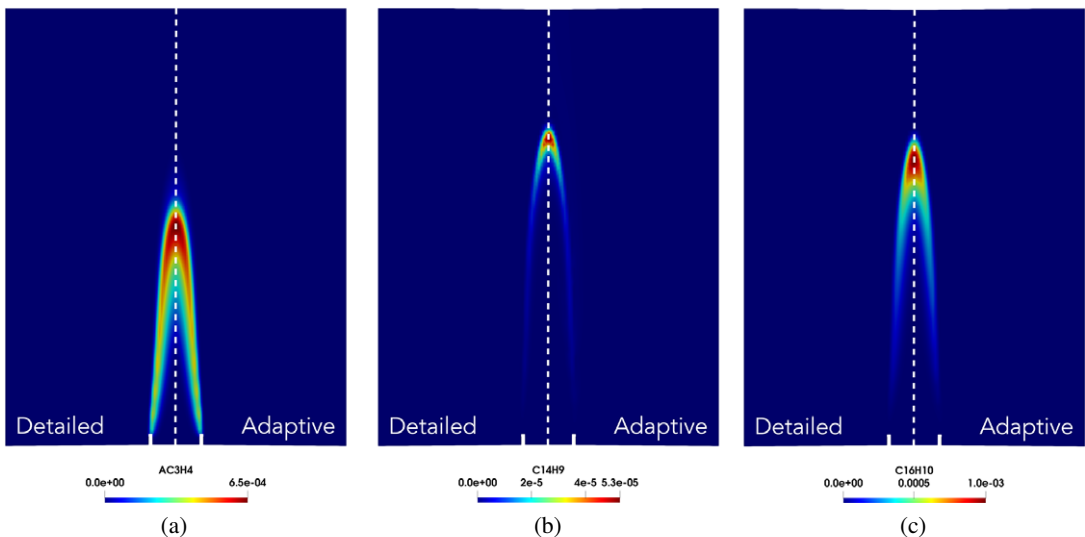 Detailed Adaptive
Detailed Adaptive
Detailed Adaptive
AC3H4
0.0e+00 6.5e-04
C14H9
0.0e+00 2e-5 4e-5 5.3e-05
C16H10
0.0e+00 0.0005 1.0e-03
(a)
(b)
(c)